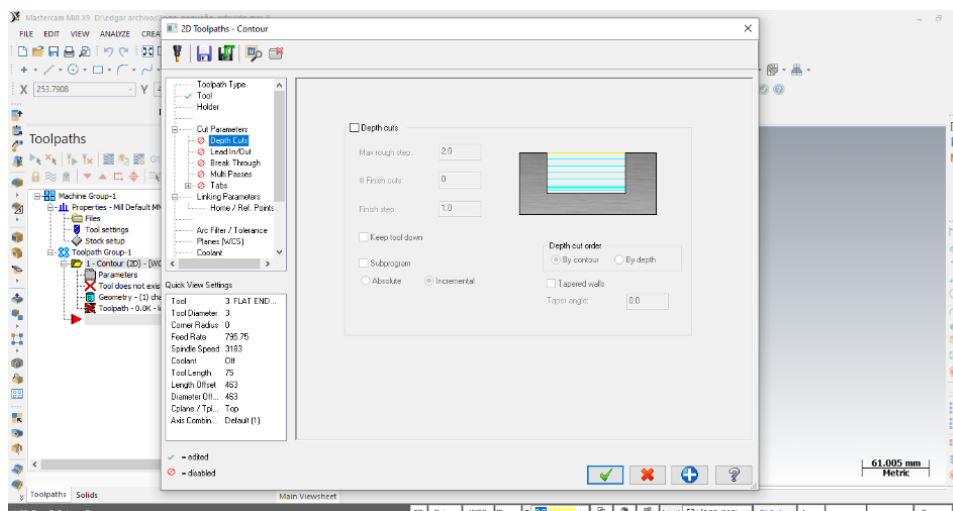 Mastercam Mill X9 D:\edgar archivos
2D Toolpaths - Contour
FILE EDIT VIEW ANALYZE CREA
X 253.7908 Y
Toolpaths
Machine Group-1
Properties - Mill Default MM
Files
Tool settings
Stock setup
Toolpath Group-1
1 - Contour (2D) - [WC
Parameters
Tool does not exis
Geometry - (1) cha
Toolpath - 0.0K -
Toolpaths Solids
Toolpath Type
Tool
Holder
Cut Parameters
Depth Cuts
Lead In/Out
Break Through
Multi Passes
Tabs
Linking Parameters
Home / Ref. Points
Arc Filter / Tolerance
Planes (WCS)
Coolant
Quick View Settings
Tool 3. FLAT END...
Tool Diameter 3
Corner Radius 0
Feed Rate 795.75
Spindle Speed 3183
Coolant Off
Tool Length 75
Length Offset 463
Diameter Off... 463
Cplane / Tpl... Top
Axis Combin... Default (1)
= edited
= disabled
Depth cuts
Max rough step: 2.0
# Finish cuts: 0
Finish step: 1.0
Keep tool down
Subprogram
Absolute Incremental
Depth cut order
By contour By depth
Tapered walls
Taper angle: 0.0
61.005 mm
Metric
Main Viewsheet